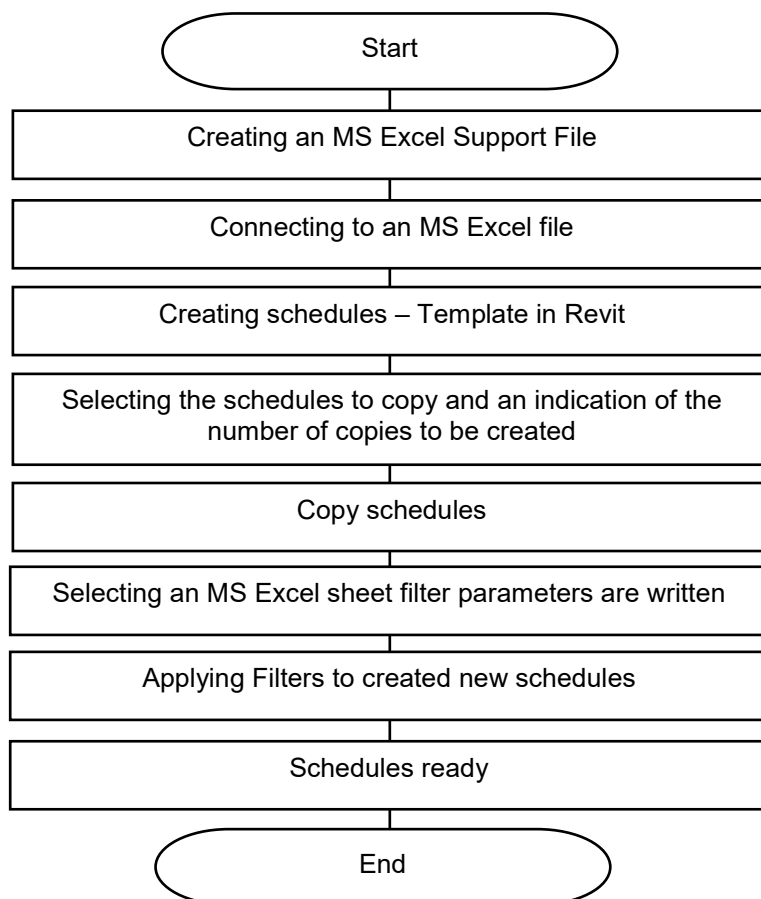 Start
Creating an MS Excel Support File
Connecting to an MS Excel file
Creating schedules – Template in Revit
Selecting the schedules to copy and an indication of the
number of copies to be created
Copy schedules
Selecting an MS Excel sheet filter parameters are written
Applying Filters to created new schedules
Schedules ready
End